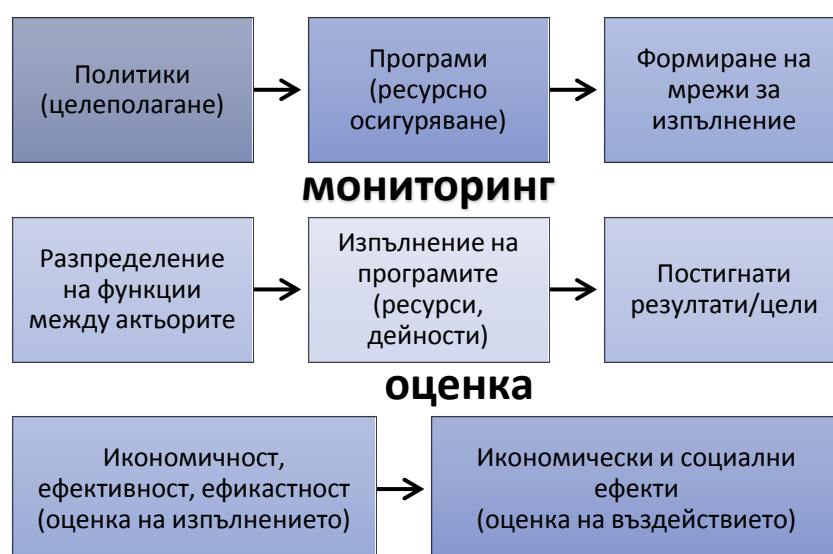 Политики
(целеполагане)
Програми
(ресурсно
осигуряване)
Формиране на
мрежи за
изпълнение
мониторинг
Разпределение
на функции
между актьорите
Изпълнение на
програмите
(ресурси,
дейности)
Постигнати
резултати/цели
оценка
Икономичност,
ефективност, ефикастност
(оценка на изпълнението)
Икономически и социални
ефекти
(оценка на въздействието)